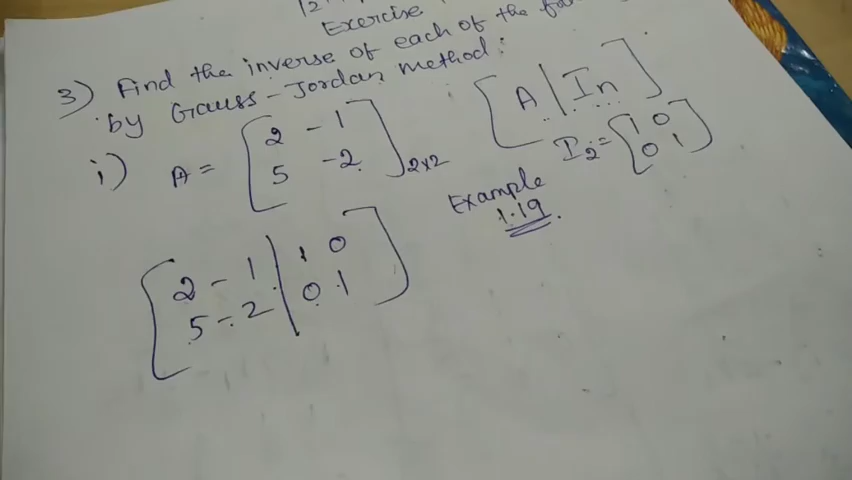 Exercise
3) Find the inverse of each of the
by Gauss-Jordan method:
i) A = [2 -1
5 -2]2x2
[A | In]
I2 = [1 0
0 1]
Example
1.19.
[2 -1 | 1 0
5 -2 | 0 1]